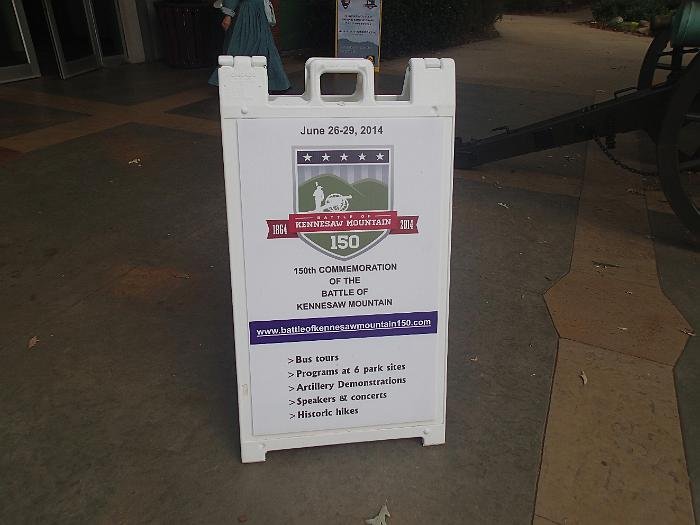 June 26-29, 2014
BATTLE OF
1864 KENNESAW MOUNTAIN 2014
150
150th COMMEMORATION
OF THE
BATTLE OF
KENNESAW MOUNTAIN
www.battleofkennesawmountain150.com
> Bus tours
> Programs at 6 park sites
> Artillery Demonstrations
> Speakers & concerts
> Historic hikes